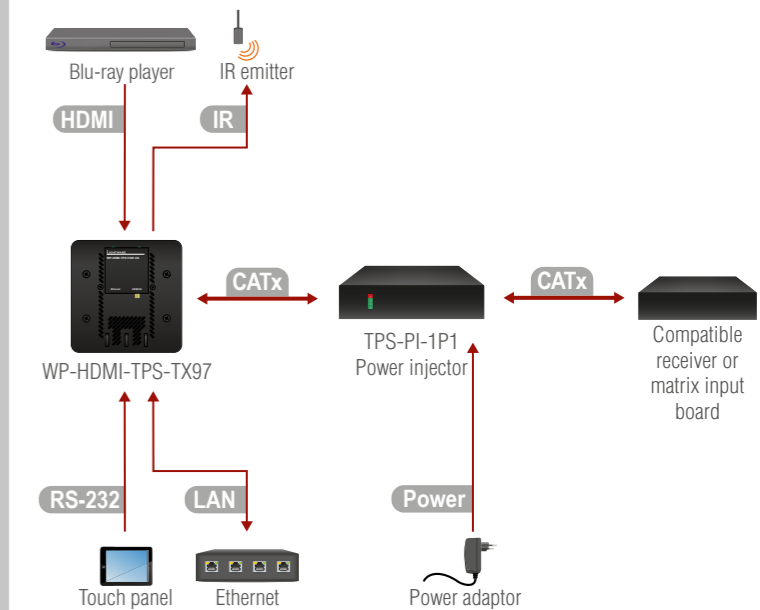 Blu-ray player
IR emitter
HDMI
IR
CATx
CATx
WP-HDMI-TPS-TX97
TPS-PI-1P1
Power injector
Compatible
receiver or
matrix input
board
RS-232
LAN
Power
Touch panel
Ethernet
Power adaptor